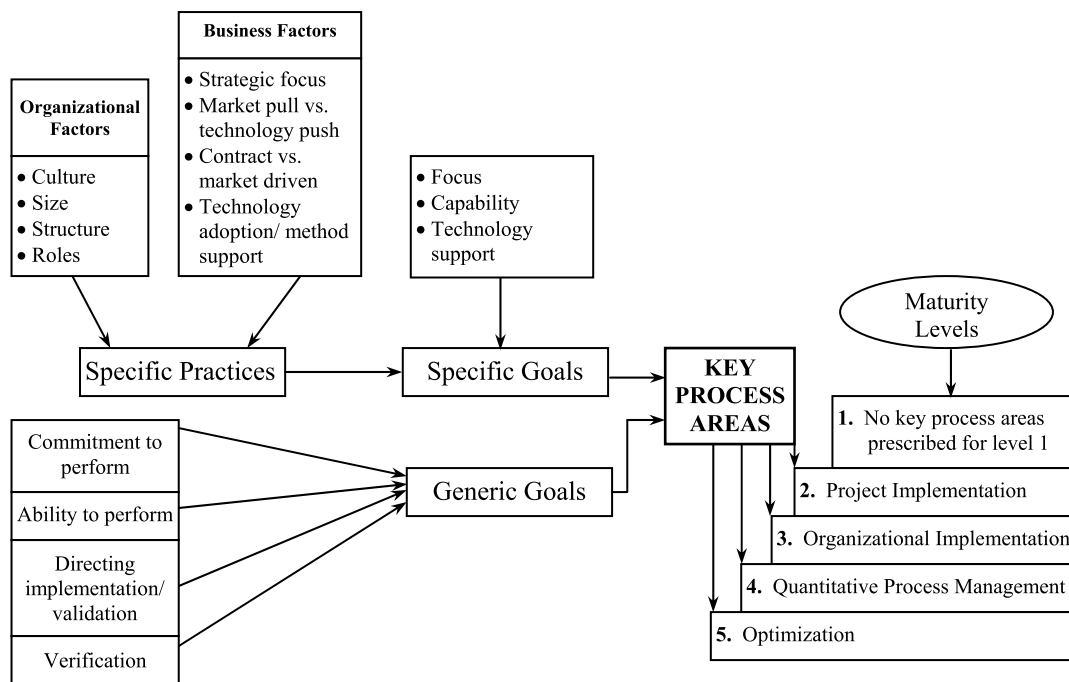 Organizational
Factors
• Culture
• Size
• Structure
• Roles
Business Factors
• Strategic focus
• Market pull vs.
technology push
• Contract vs.
market driven
• Technology
adoption/ method
support
• Focus
• Capability
• Technology
support
Maturity
Levels
Specific Practices
Specific Goals
KEY
PROCESS
AREAS
1. No key process areas
prescribed for level 1
2. Project Implementation
3. Organizational Implementation
4. Quantitative Process Management
5. Optimization
Commitment to
perform
Ability to perform
Directing
implementation/
validation
Verification
Generic Goals